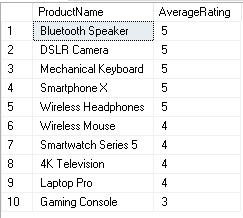 ProductName AverageRating
1 Bluetooth Speaker 5
2 DSLR Camera 5
3 Mechanical Keyboard 5
4 Smartphone X 5
5 Wireless Headphones 5
6 Wireless Mouse 4
7 Smartwatch Series 5 4
8 4K Television 4
9 Laptop Pro 4
10 Gaming Console 3